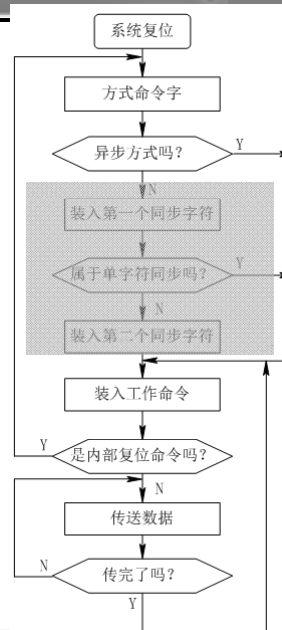 系统复位
方式命令字
异步方式吗？
Y
N
装入第一个同步字符
属于单字符同步吗？
Y
N
装入第二个同步字符
装入工作命令
Y
是内部复位命令吗？
N
传送数据
N
传完了吗？
Y